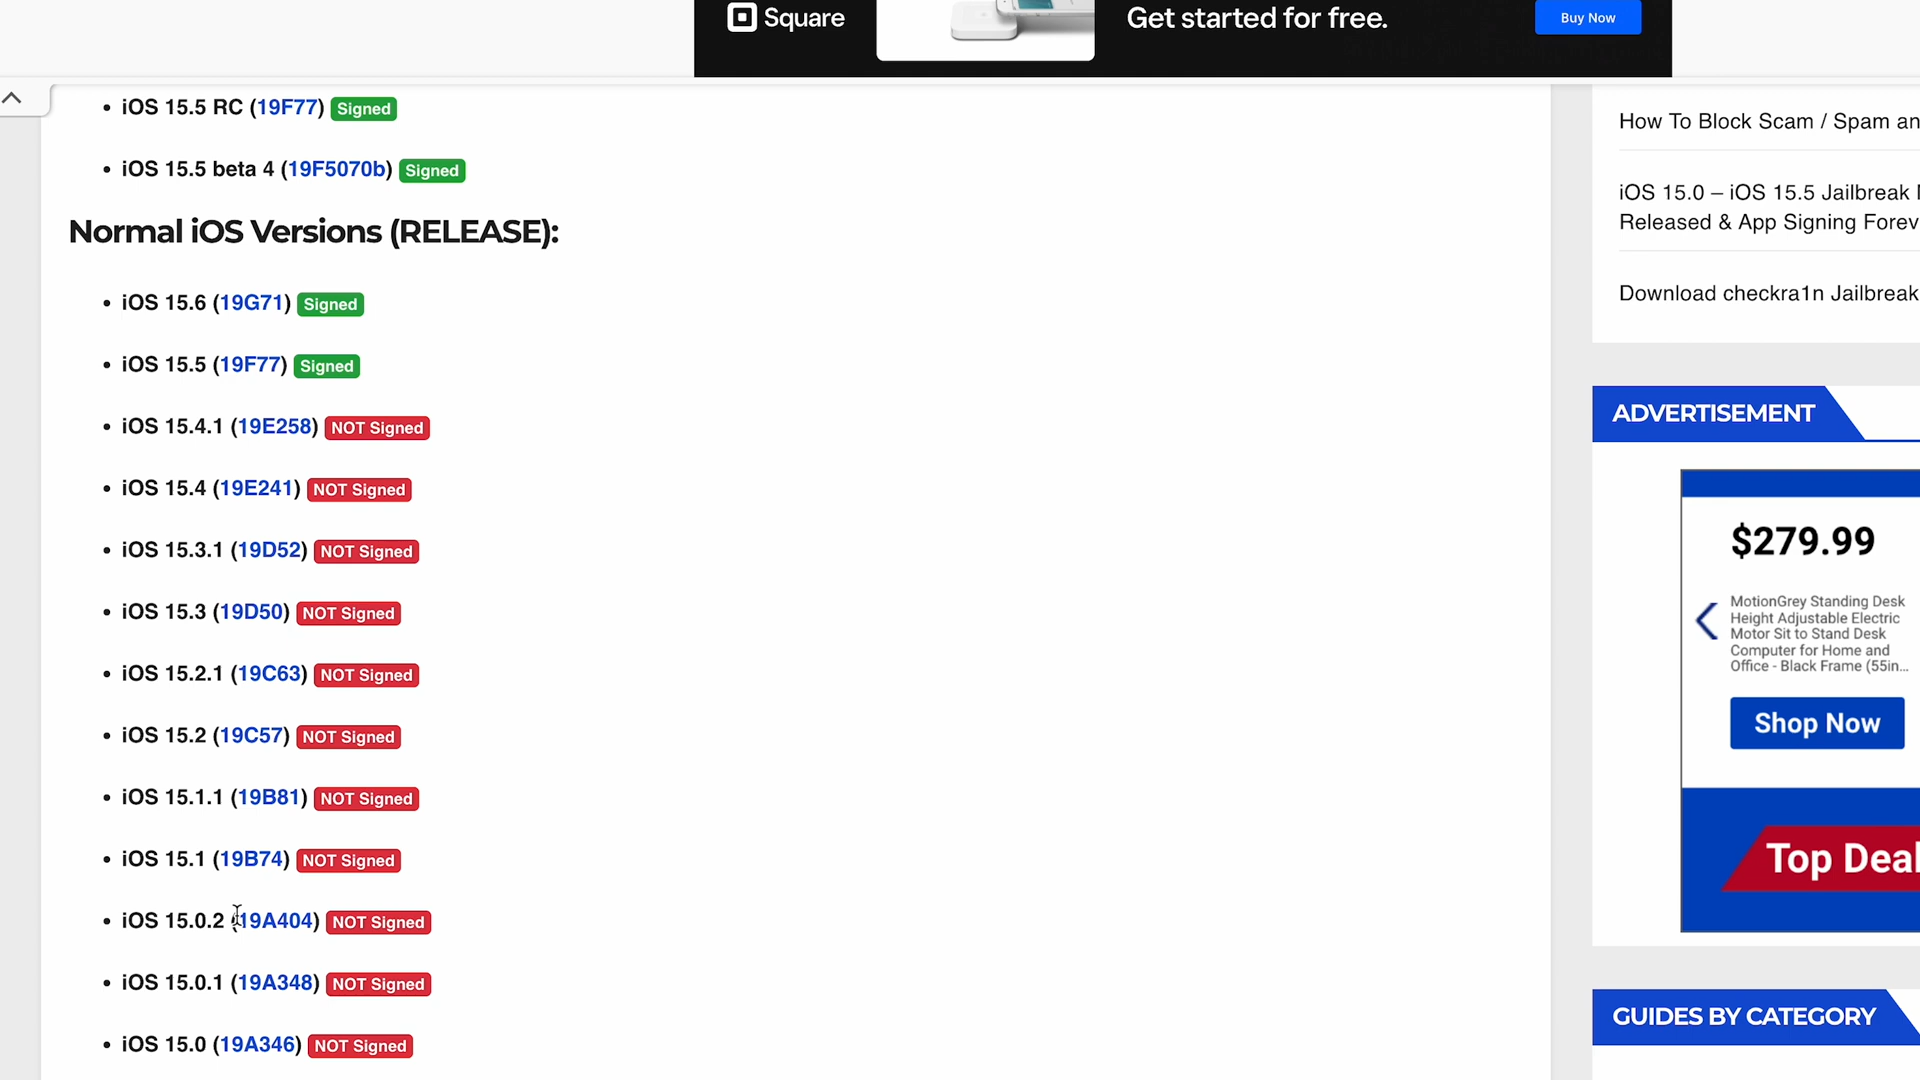 Square
Get started for free.
Buy Now
• iOS 15.5 RC (19F77) Signed
• iOS 15.5 beta 4 (19F5070b) Signed
Normal iOS Versions (RELEASE):
• iOS 15.6 (19G71) Signed
• iOS 15.5 (19F77) Signed
• iOS 15.4.1 (19E258) NOT Signed
• iOS 15.4 (19E241) NOT Signed
• iOS 15.3.1 (19D52) NOT Signed
• iOS 15.3 (19D50) NOT Signed
• iOS 15.2.1 (19C63) NOT Signed
• iOS 15.2 (19C57) NOT Signed
• iOS 15.1.1 (19B81) NOT Signed
• iOS 15.1 (19B74) NOT Signed
• iOS 15.0.2 (19A404) NOT Signed
• iOS 15.0.1 (19A348) NOT Signed
• iOS 15.0 (19A346) NOT Signed
How To Block Scam / Spam an
iOS 15.0 – iOS 15.5 Jailbreak
Released & App Signing Forev
Download checkra1n Jailbreak
ADVERTISEMENT
$279.99
MotionGrey Standing Desk
Height Adjustable Electric
Motor Sit to Stand Desk
Computer for Home and
Office - Black Frame (55in...
Shop Now
Top Deal
GUIDES BY CATEGORY